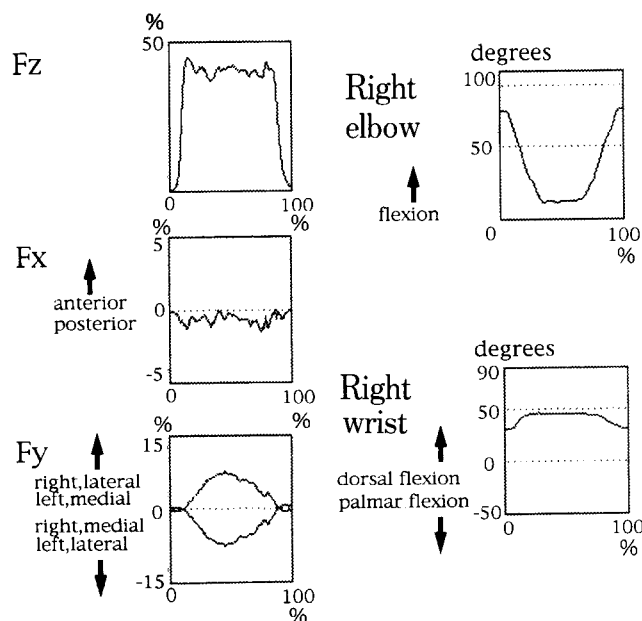 %
50
Fz
0
100
%
%
5
Fx
anterior
posterior
0
-5
0
100
%
%
15
Fy
right,lateral
left,medial
0
right,medial
left,lateral
-15
0
100
%
degrees
100
Right
elbow
50
flexion
0
100
%
degrees
90
Right
wrist
50
dorsal flexion
palmar flexion
0
-50
0
100
%